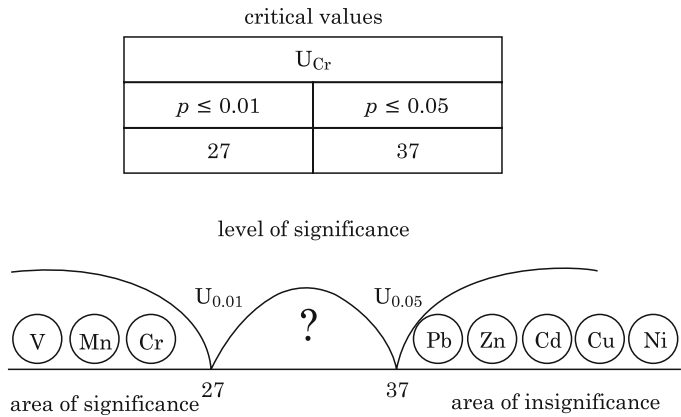 critical values
U_Cr
p ≤ 0.01 p ≤ 0.05
27 37
level of significance
U_0.01 U_0.05
?
V Mn Cr Pb Zn Cd Cu Ni
27 37
area of significance area of insignificance